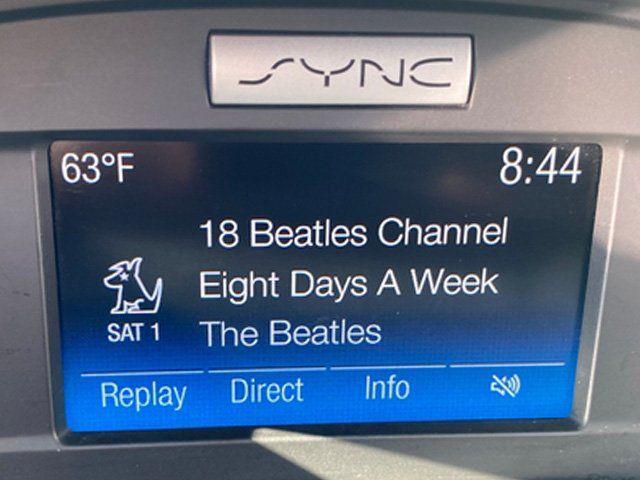 SYNC
63°F 8:44
18 Beatles Channel
Eight Days A Week
SAT 1 The Beatles
Replay Direct Info